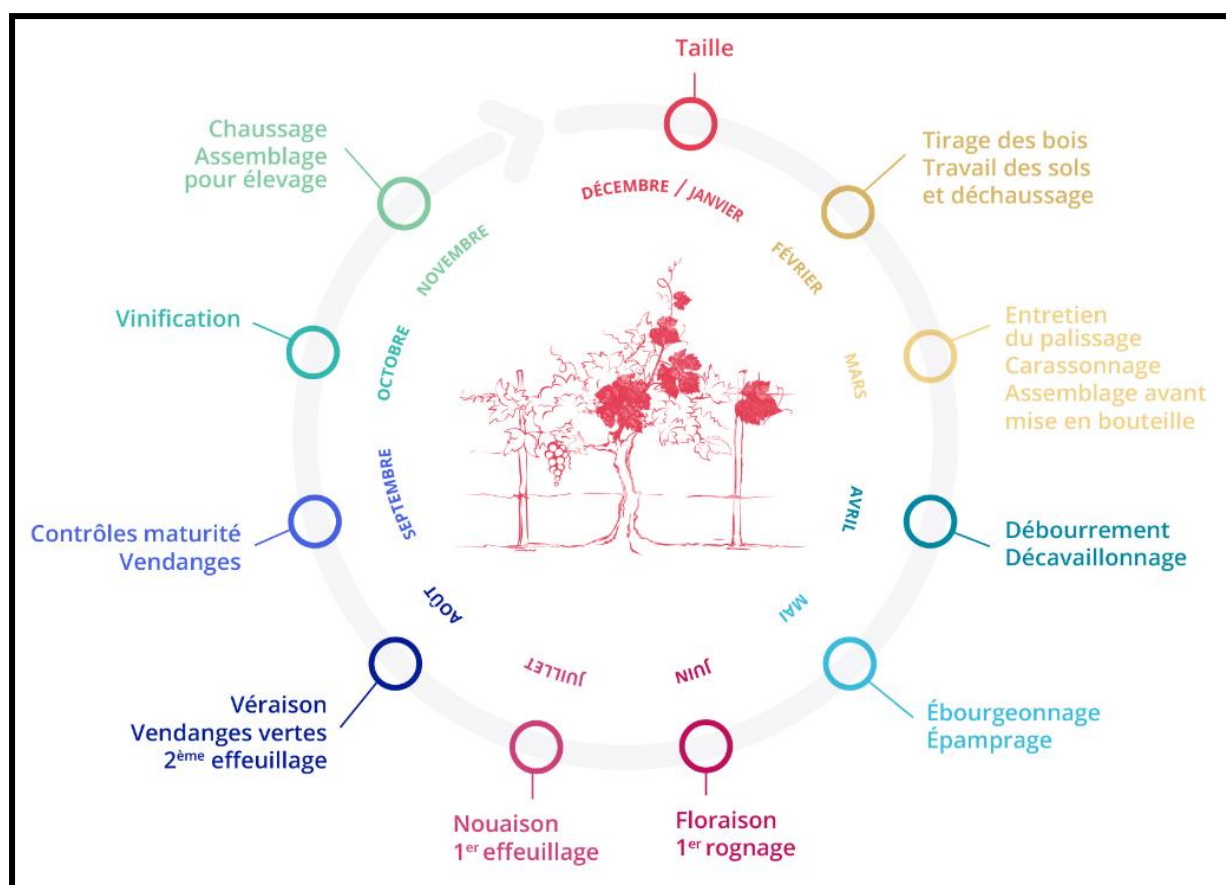 Taille
DÉCEMBRE / JANVIER
Tirage des bois
Travail des sols
et déchaussage
FÉVRIER
Entretien
du palissage
Carassonnage
Assemblage avant
mise en bouteille
MARS
Débourrement
Décavaillonnage
AVRIL
Ébourgeonnage
Épamprage
MAI
Floraison
1er rognage
JUIN
Nouaison
1er effeuillage
JUILLET
Véraison
Vendanges vertes
2ème effeuillage
AOÛT
Contrôles maturité
Vendanges
SEPTEMBRE
Vinification
OCTOBRE
Chaussage
Assemblage
pour élevage
NOVEMBRE